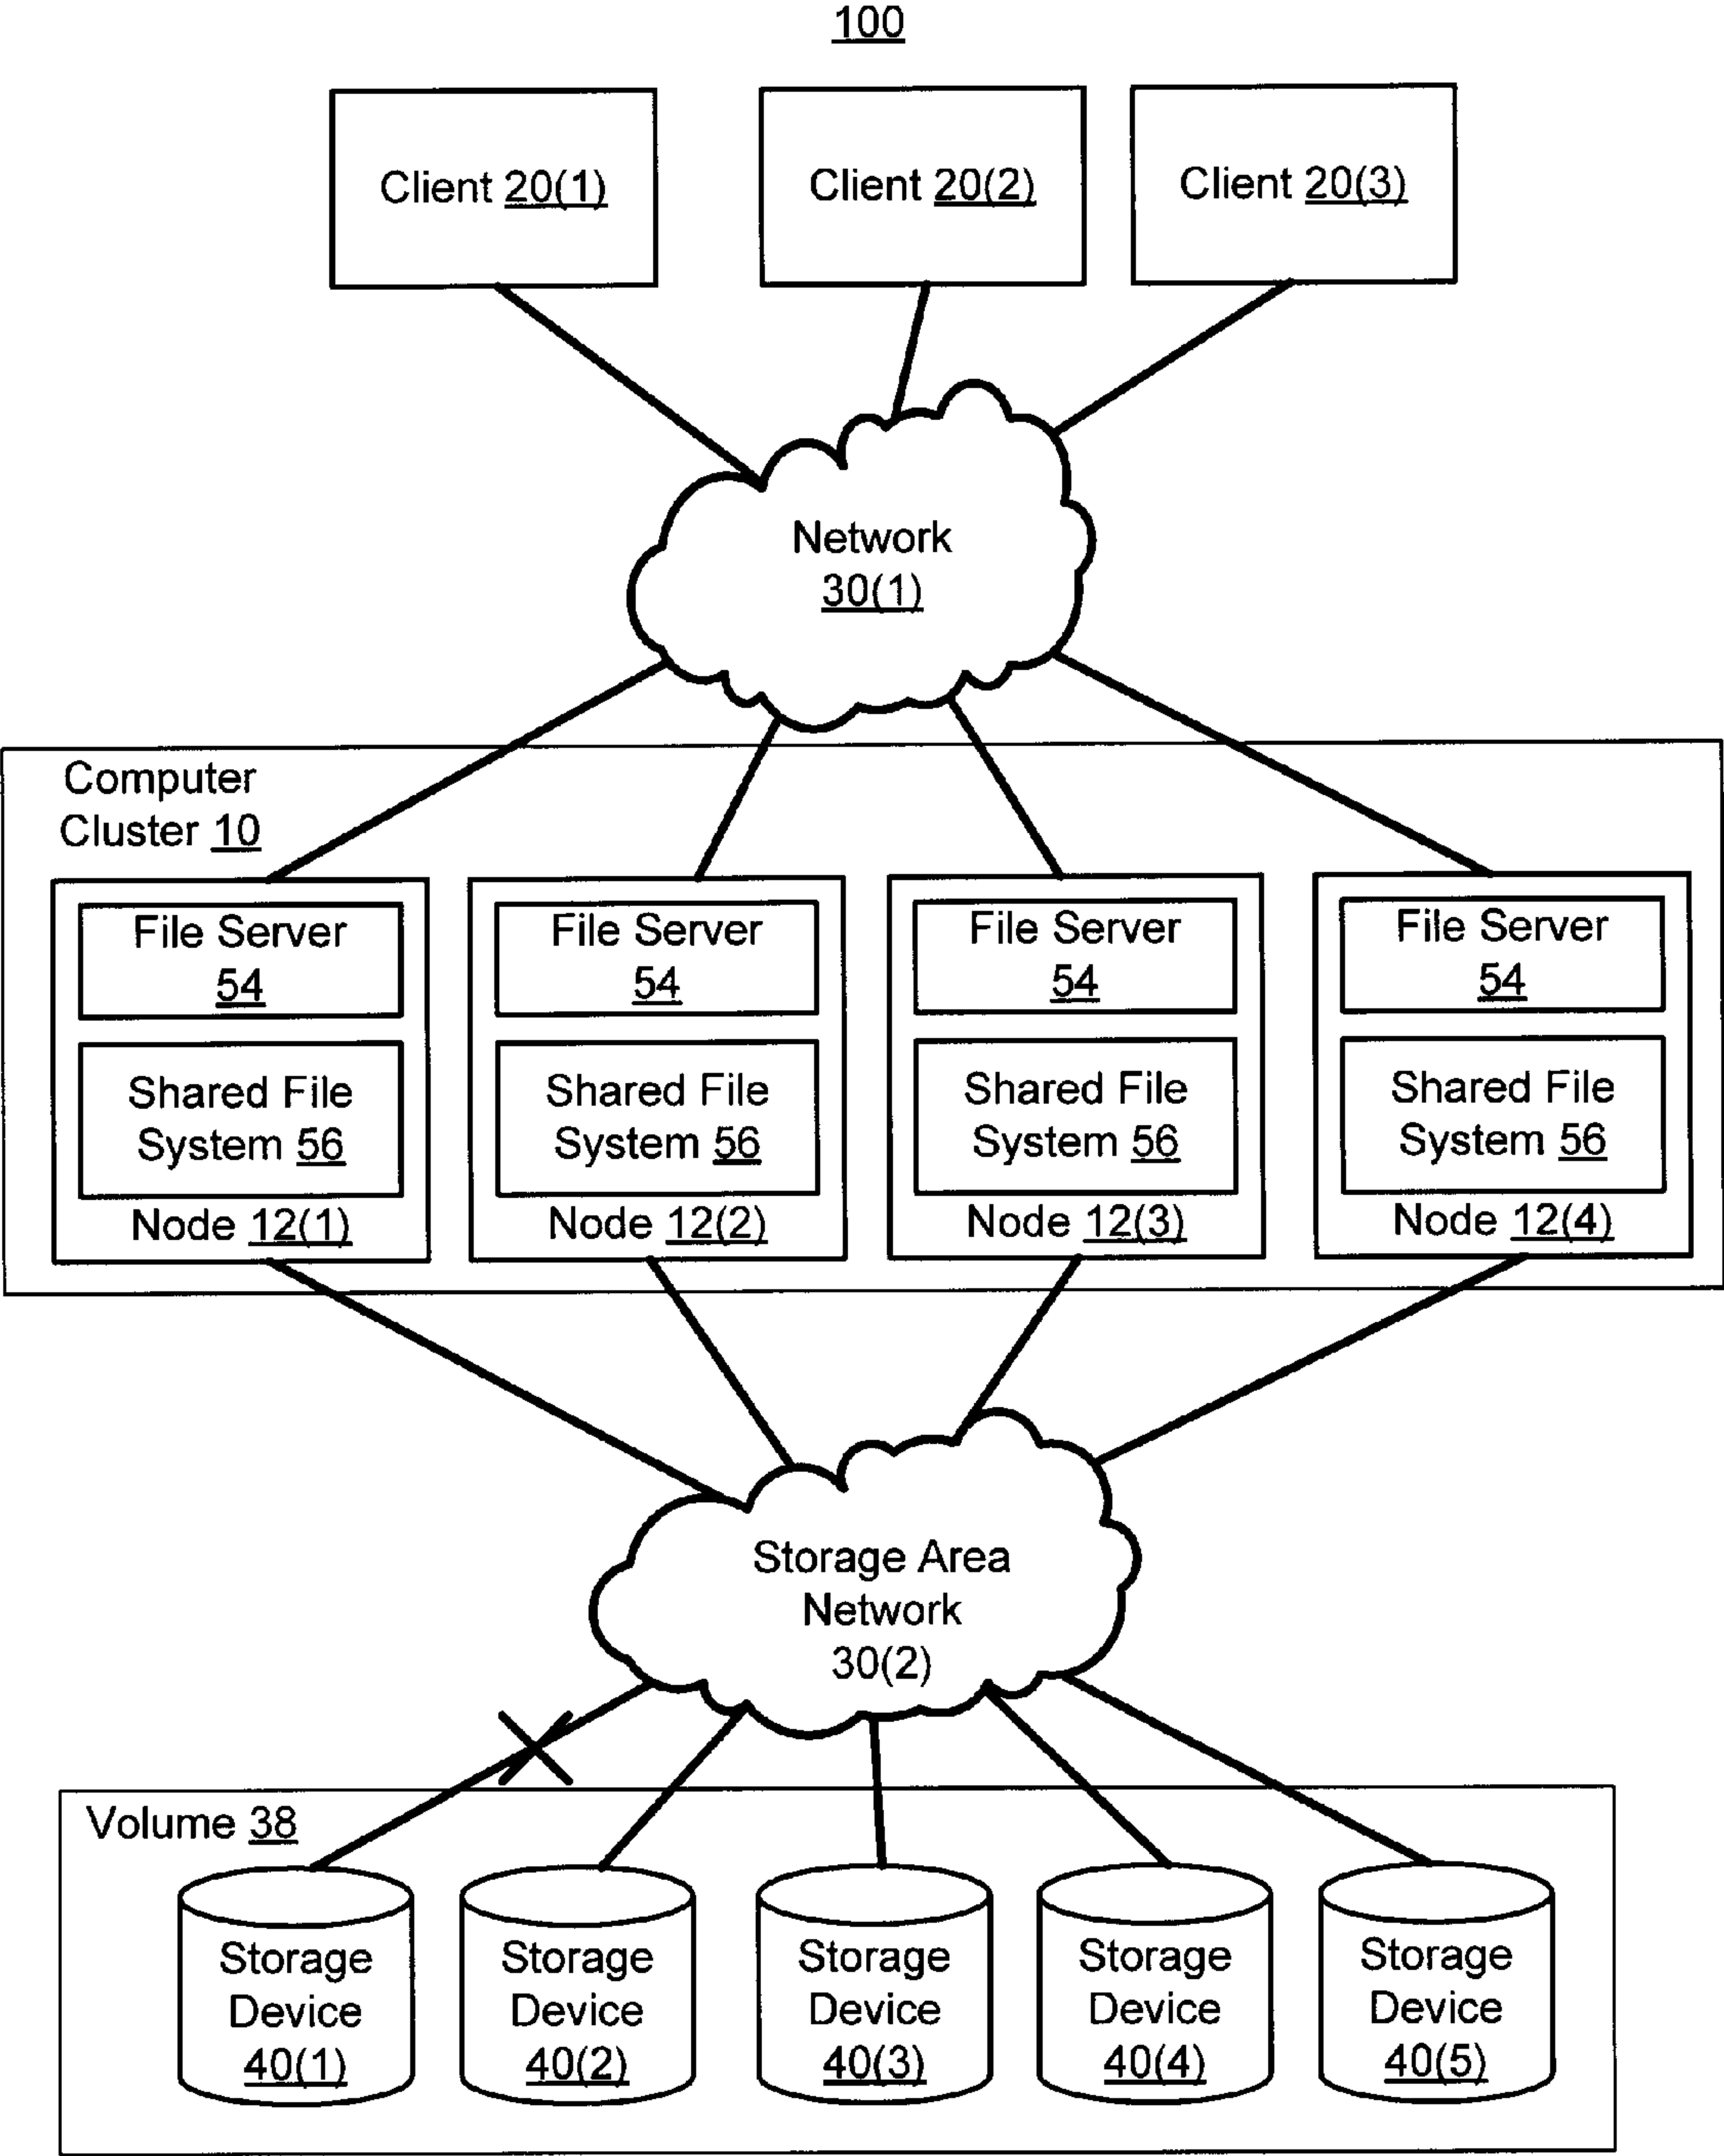 100
Client 20(1)
Client 20(2)
Client 20(3)
Network
30(1)
Computer
Cluster 10
File Server
54
Shared File
System 56
Node 12(1)
File Server
54
Shared File
System 56
Node 12(2)
File Server
54
Shared File
System 56
Node 12(3)
File Server
54
Shared File
System 56
Node 12(4)
Storage Area
Network
30(2)
Volume 38
Storage
Device
40(1)
Storage
Device
40(2)
Storage
Device
40(3)
Storage
Device
40(4)
Storage
Device
40(5)